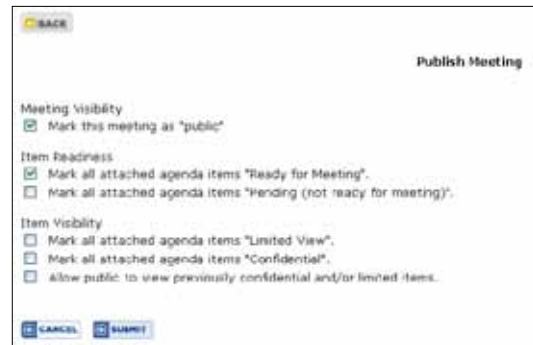 BACK
Publish Meeting
Meeting Visibility
Mark this meeting as "public"
Item Readiness
Mark all attached agenda items "Ready for Meeting".
Mark all attached agenda items "Pending (not ready for meeting)".
Item Visibility
Mark all attached agenda items "Limited View".
Mark all attached agenda items "Confidential".
Allow public to view previously confidential and/or limited items.
CANCEL SUBMIT